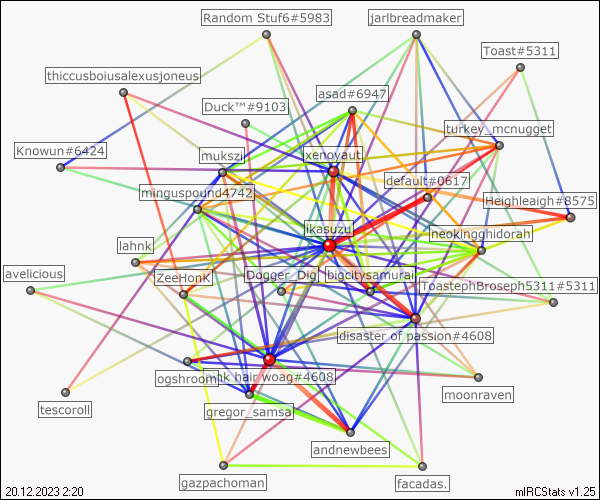 Random Stuf6#5983
jarlbreadmaker
Toast#5311
thiccusboiusalexusjoneus
asad#6947
Duck™#9103
turkey_mcnugget
Knowun#6424
mukszi
xenoyaut
default#0617
minguspound4742
Heighleaigh#8575
Ikasuzu
neokingghidorah
lahnk
avelicious
ZeeHonK
Dogger_Dig
bigcitysamurai
ToastephBroseph5311#5311
disaster of passion#4608
ogshroom
hair woag#4608
moonraven
tescoroll
gregor_samsa
andnewbees
gazpachoman
facadas.
20.12.2023 2:20
mIRCStats v1.25